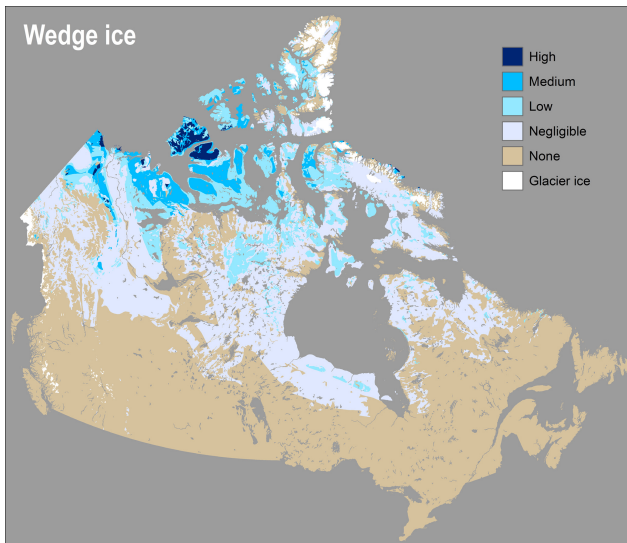 Wedge ice
High
Medium
Low
Negligible
None
Glacier ice